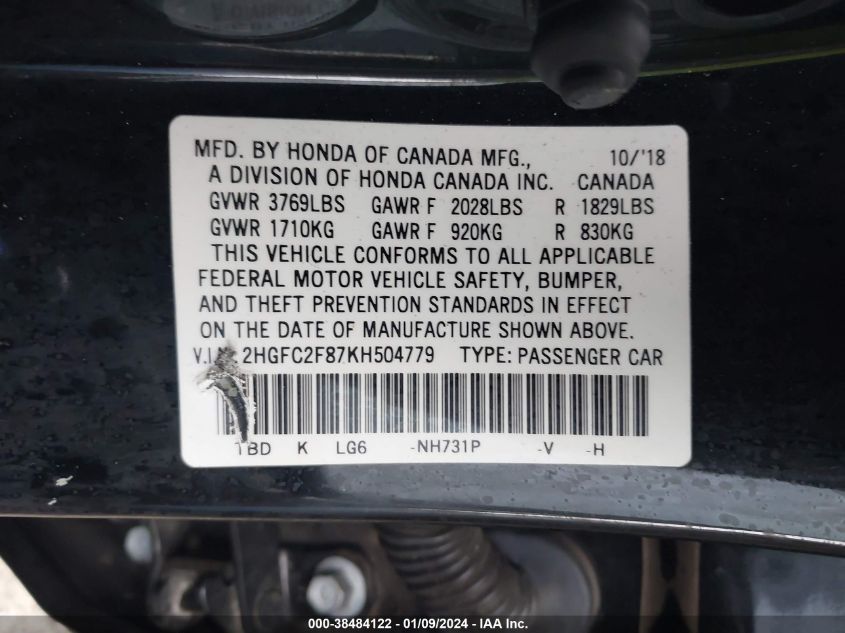 MFD. BY HONDA OF CANADA MFG., 10/'18
A DIVISION OF HONDA CANADA INC. CANADA
GVWR 3769LBS GAWR F 2028LBS R 1829LBS
GVWR 1710KG GAWR F 920KG R 830KG
THIS VEHICLE CONFORMS TO ALL APPLICABLE
FEDERAL MOTOR VEHICLE SAFETY, BUMPER,
AND THEFT PREVENTION STANDARDS IN EFFECT
ON THE DATE OF MANUFACTURE SHOWN ABOVE.
2HGFC2F87KH504779 TYPE: PASSENGER CAR
TBD K LG6 -NH731P -V -H
000-38484122 - 01/09/2024 - IAA Inc.